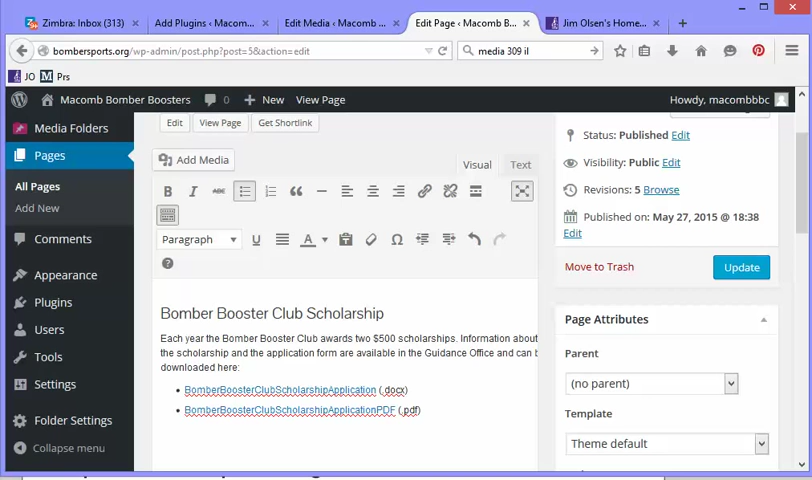 Zimbra: Inbox (313) × Add Plugins ‹ Macom... × Edit Media ‹ Macomb ... × Edit Page ‹ Macomb B... × Jim Olsen's Home... ×
bombersports.org/wp-admin/post.php?post=5&action=edit media 309 il
JO M Prs
Macomb Bomber Boosters 0 + New View Page Howdy, macombbbc
Media Folders
Pages
All Pages
Add New
Comments
Appearance
Plugins
Users
Tools
Settings
Folder Settings
Collapse menu
Edit View Page Get Shortlink
Add Media Visual Text
B I ABC
Paragraph U A Ω
Bomber Booster Club Scholarship
Each year the Bomber Booster Club awards two $500 scholarships. Information about
the scholarship and the application form are available in the Guidance Office and can b
downloaded here:
• BomberBoosterClubScholarshipApplication (.docx)
• BomberBoosterClubScholarshipApplicationPDF (.pdf)
Status: Published Edit
Visibility: Public Edit
Revisions: 5 Browse
Published on: May 27, 2015 @ 18:38
Edit
Move to Trash Update
Page Attributes
Parent
(no parent)
Template
Theme default